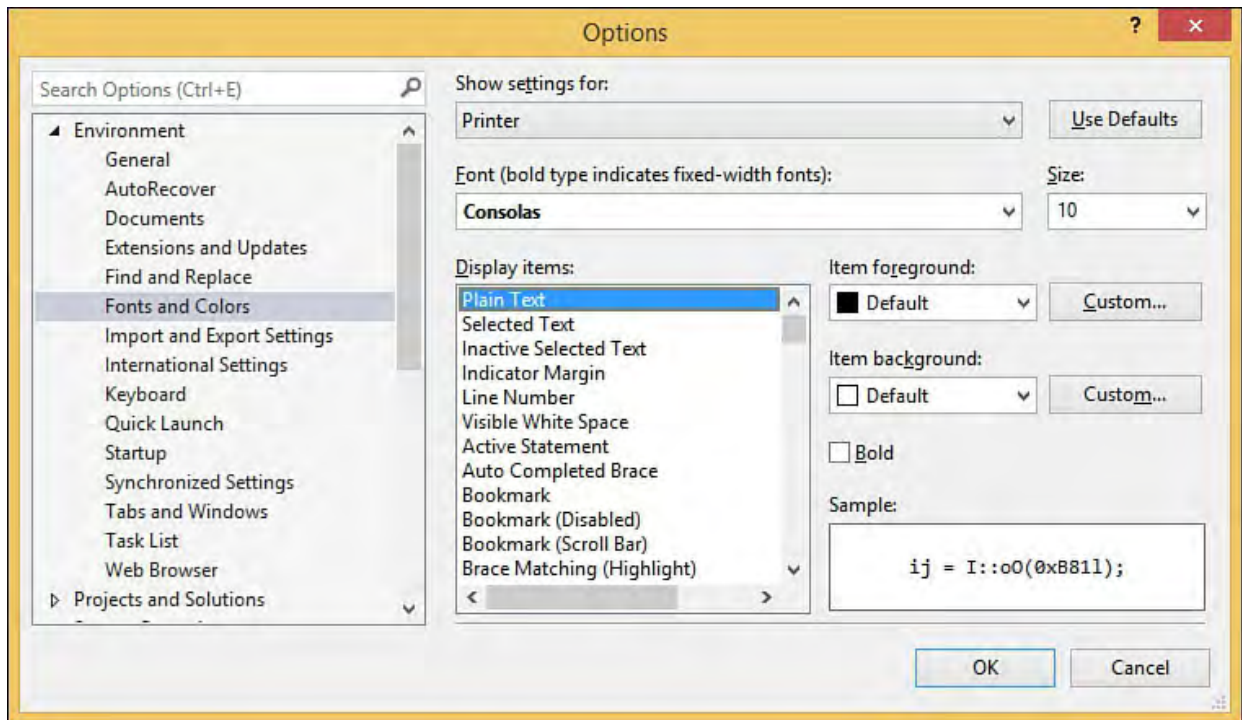 Options
?
Search Options (Ctrl+E)
Environment
General
AutoRecover
Documents
Extensions and Updates
Find and Replace
Fonts and Colors
Import and Export Settings
International Settings
Keyboard
Quick Launch
Startup
Synchronized Settings
Tabs and Windows
Task List
Web Browser
Projects and Solutions
Show settings for:
Printer
Use Defaults
Font (bold type indicates fixed-width fonts):
Size:
Consolas
10
Display items:
Plain Text
Selected Text
Inactive Selected Text
Indicator Margin
Line Number
Visible White Space
Active Statement
Auto Completed Brace
Bookmark
Bookmark (Disabled)
Bookmark (Scroll Bar)
Brace Matching (Highlight)
Item foreground:
Default
Custom...
Item background:
Default
Custom...
Bold
Sample:
ij = I::oO(0xB81l);
OK
Cancel